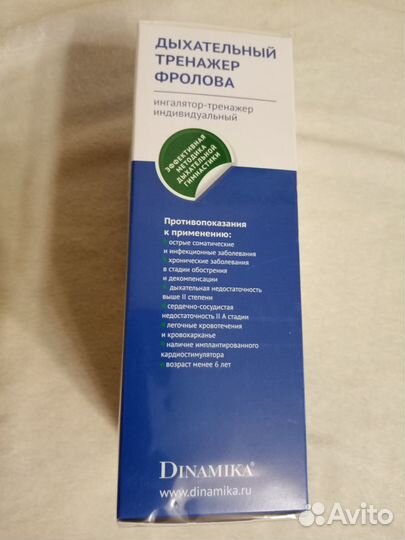 ДЫХАТЕЛЬНЫЙ
ТРЕНАЖЕР
ФРОЛОВА
ингалятор-тренажер
индивидуальный
ЭФФЕКТИВНАЯ
МЕТОДИКА
ДЫХАТЕЛЬНОЙ
ГИМНАСТИКИ
Противопоказания
к применению:
острые соматические
и инфекционные заболевания
хронические заболевания
в стадии обострения
и декомпенсации
дыхательная недостаточность
выше II степени
сердечно-сосудистая
недостаточность II А стадии
легочные кровотечения
и кровохарканье
наличие имплантированного
кардиостимулятора
возраст менее 6 лет
DINAMIKA®
www.dinamika.ru
Avito